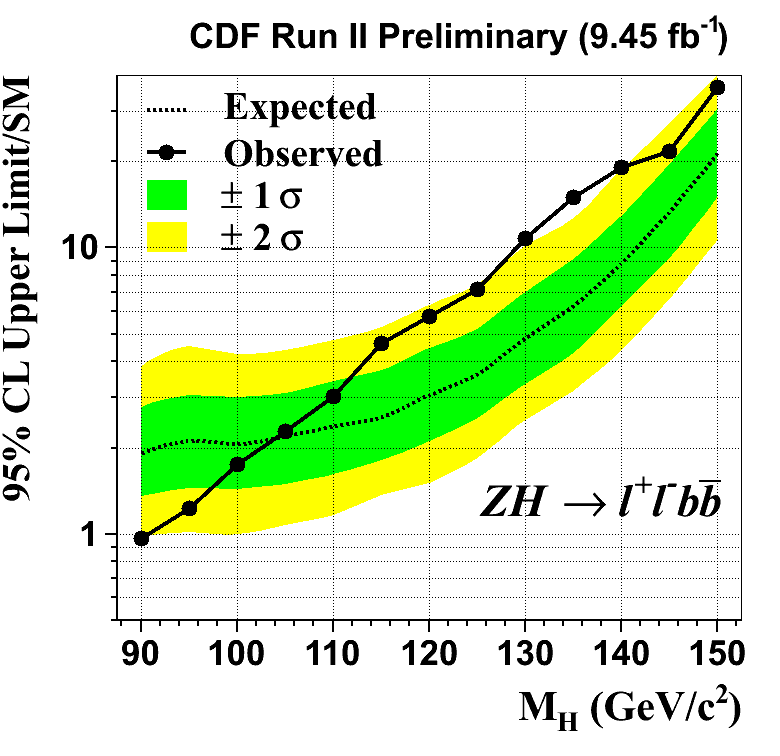 CDF Run II Preliminary (9.45 fb⁻¹)
95% CL Upper Limit/SM
Expected
Observed
± 1 σ
± 2 σ
10
1
ZH → l⁺l⁻bb̅
90 100 110 120 130 140 150
M_H (GeV/c²)